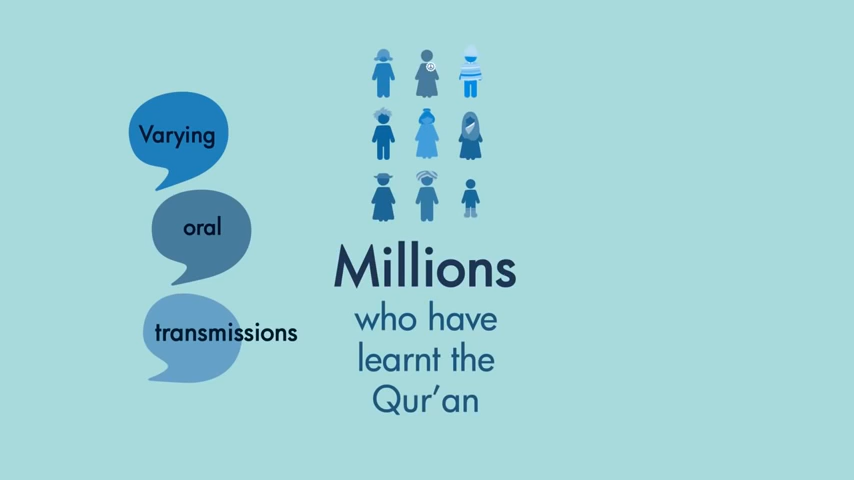 Varying
oral
transmissions
Millions
who have
learnt the
Qur’an